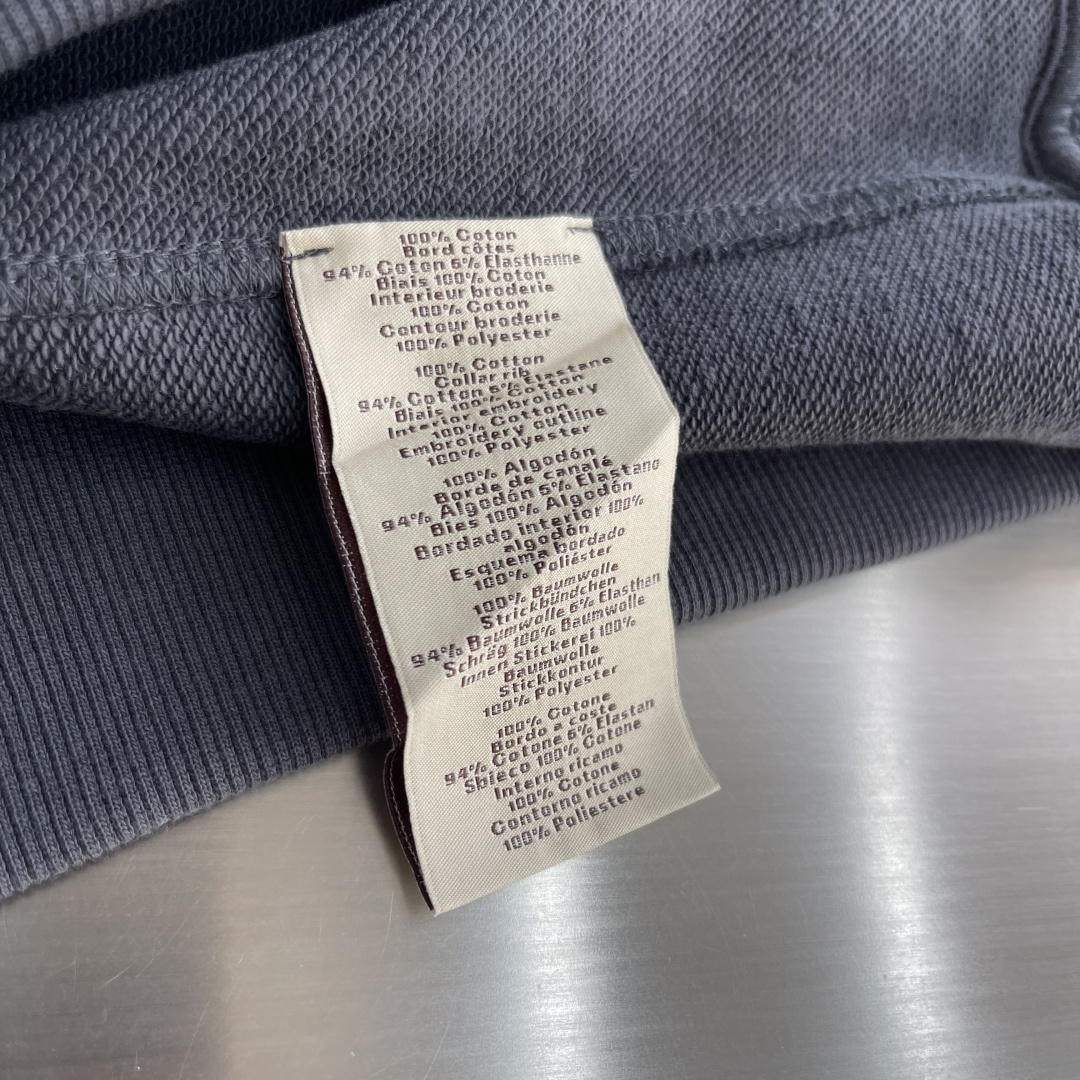 100% Coton
Bord côtes
94% Coton 6% Elasthanne
Biais 100% Coton
Interieur broderie
100% Coton
Contour broderie
100% Polyester
100% Cotton
Collar rib
94% Cotton 6% Elastane
Biais 100% Cotton
Interior embroidery
100% Cotton
Embroidery outline
100% Polyester
100% Algodón
Borde de canalé
94% Algodón 6% Elastano
Bies 100% Algodón
Bordado interior 100%
algodón
Esquema bordado
100% Poliéster
100% Baumwolle
Strickbündchen
94% Baumwolle 6% Elasthan
Schräg 100% Baumwolle
Innen Stickerei 100%
Baumwolle
Stickkontur
100% Polyester
100% Cotone
Bordo a coste
94% Cotone 6% Elastan
Sbieco 100% Cotone
Interno ricamo
100% Cotone
Contorno ricamo
100% Poliestere